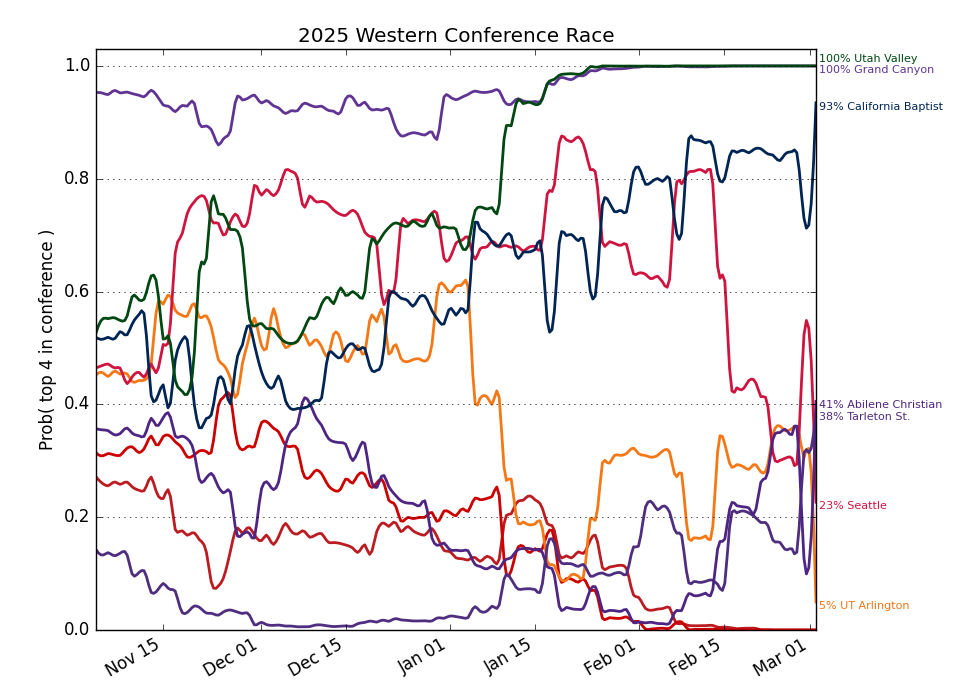 2025 Western Conference Race
Prob( top 4 in conference )
1.0
0.8
0.6
0.4
0.2
0.0
Nov 15
Dec 01
Dec 15
Jan 01
Jan 15
Feb 01
Feb 15
Mar 01
100% Utah Valley
100% Grand Canyon
93% California Baptist
41% Abilene Christian
38% Tarleton St.
23% Seattle
5% UT Arlington